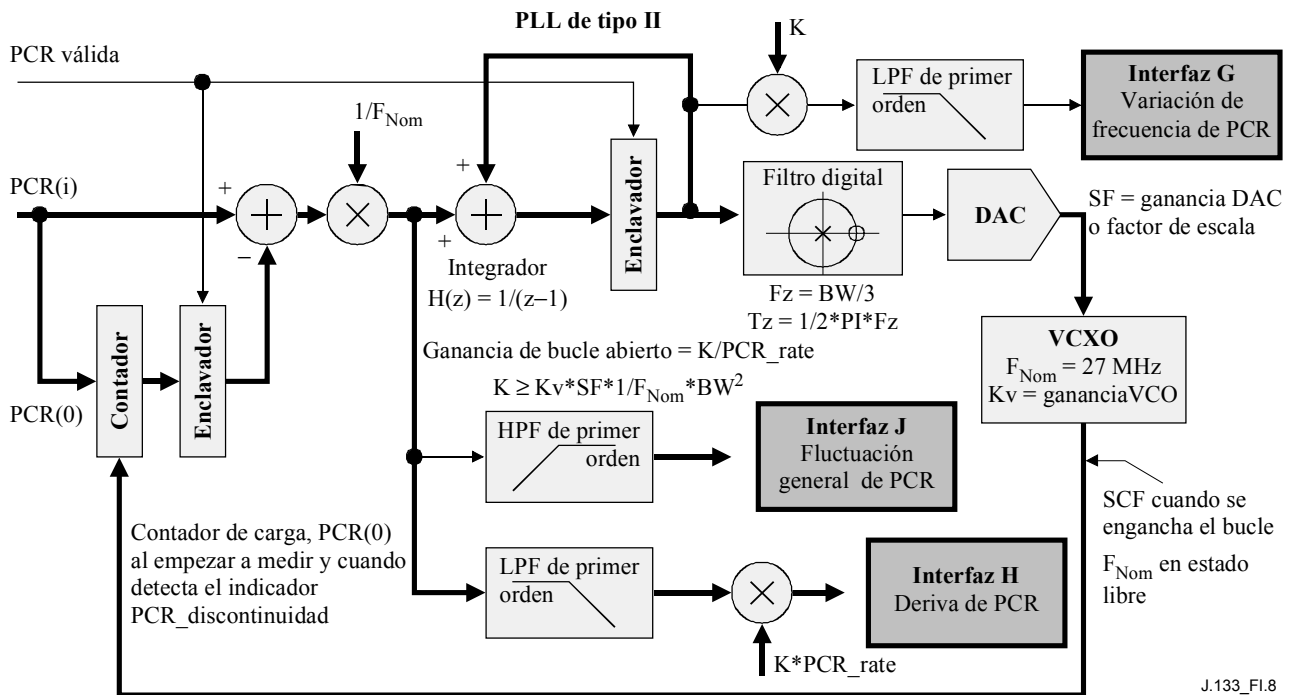 PLL de tipo II
PCR válida
K
LPF de primer
orden
Interfaz G
Variación de
frecuencia de PCR
1/F_Nom
PCR(i)
+
+
−
×
+
+
+
Integrador
H(z) = 1/(z−1)
Enclavador
×
Filtro digital
Fz = BW/3
Tz = 1/2*PI*Fz
DAC
SF = ganancia DAC
o factor de escala
VCXO
F_Nom = 27 MHz
Kv = gananciaVCO
PCR(0)
Contador
Enclavador
Ganancia de bucle abierto = K/PCR_rate
K ≥ Kv*SF*1/F_Nom*BW²
HPF de primer
orden
Interfaz J
Fluctuación
general de PCR
SCF cuando se
engancha el bucle
F_Nom en estado
libre
Contador de carga, PCR(0)
al empezar a medir y cuando
detecta el indicador
PCR_discontinuidad
LPF de primer
orden
×
K*PCR_rate
Interfaz H
Deriva de PCR
J.133_FI.8